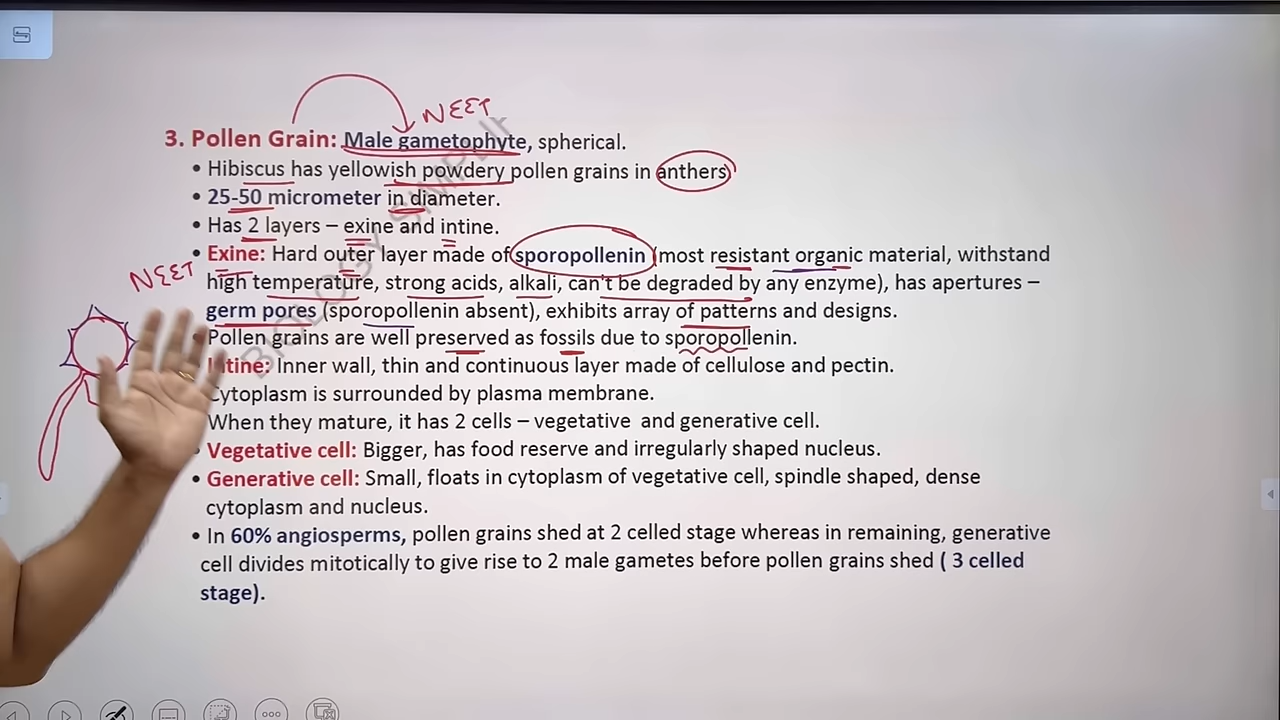 NEET
3. Pollen Grain: Male gametophyte, spherical.
• Hibiscus has yellowish powdery pollen grains in anthers
• 25-50 micrometer in diameter.
• Has 2 layers – exine and intine.
• Exine: Hard outer layer made of sporopollenin (most resistant organic material, withstand
NEET
high temperature, strong acids, alkali, can't be degraded by any enzyme), has apertures –
germ pores (sporopollenin absent), exhibits array of patterns and designs.
Pollen grains are well preserved as fossils due to sporopollenin.
Intine: Inner wall, thin and continuous layer made of cellulose and pectin.
Cytoplasm is surrounded by plasma membrane.
When they mature, it has 2 cells – vegetative and generative cell.
• Vegetative cell: Bigger, has food reserve and irregularly shaped nucleus.
• Generative cell: Small, floats in cytoplasm of vegetative cell, spindle shaped, dense
cytoplasm and nucleus.
• In 60% angiosperms, pollen grains shed at 2 celled stage whereas in remaining, generative
cell divides mitotically to give rise to 2 male gametes before pollen grains shed ( 3 celled
stage).
BIOLOGY